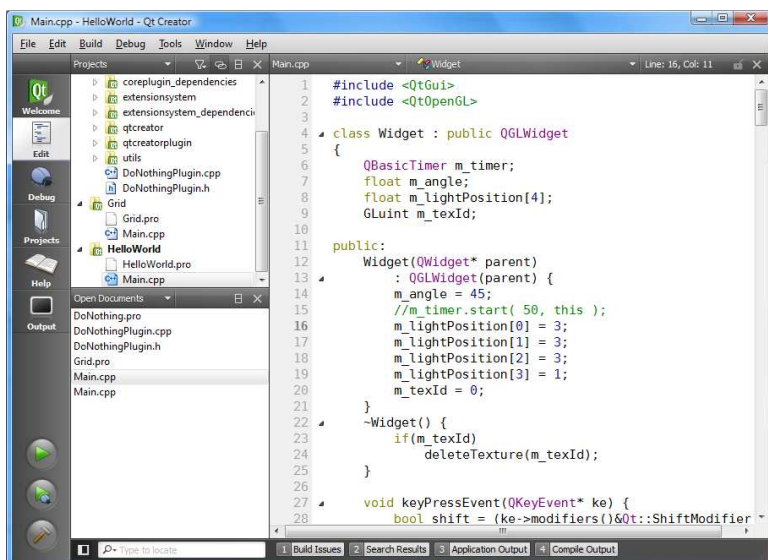 Main.cpp - HelloWorld - Qt Creator
File Edit Build Debug Tools Window Help
Projects
Main.cpp
Widget
Line: 16, Col: 11
Qt
Welcome
Edit
Debug
Projects
Help
Output
coreplugin_dependencies
extensionsystem
extensionsystem_dependenci
qtcreator
qtcreatorplugin
utils
DoNothingPlugin.cpp
DoNothingPlugin.h
Grid
Grid.pro
Main.cpp
HelloWorld
HelloWorld.pro
Main.cpp
Open Documents
DoNothing.pro
DoNothingPlugin.cpp
DoNothingPlugin.h
Grid.pro
Main.cpp
Main.cpp
1 #include <QtGui>
2 #include <QtOpenGL>
3
4 class Widget : public QGLWidget
5 {
6 QBasicTimer m_timer;
7 float m_angle;
8 float m_lightPosition[4];
9 GLuint m_texId;
10
11 public:
12 Widget(QWidget* parent)
13 : QGLWidget(parent) {
14 m_angle = 45;
15 //m_timer.start( 50, this );
16 m_lightPosition[0] = 3;
17 m_lightPosition[1] = 3;
18 m_lightPosition[2] = 3;
19 m_lightPosition[3] = 1;
20 m_texId = 0;
21 }
22 ~Widget() {
23 if(m_texId)
24 deleteTexture(m_texId);
25 }
26
27 void keyPressEvent(QKeyEvent* ke) {
28 bool shift = (ke->modifiers()&Qt::ShiftModifier
Type to locate
1 Build Issues 2 Search Results 3 Application Output 4 Compile Output